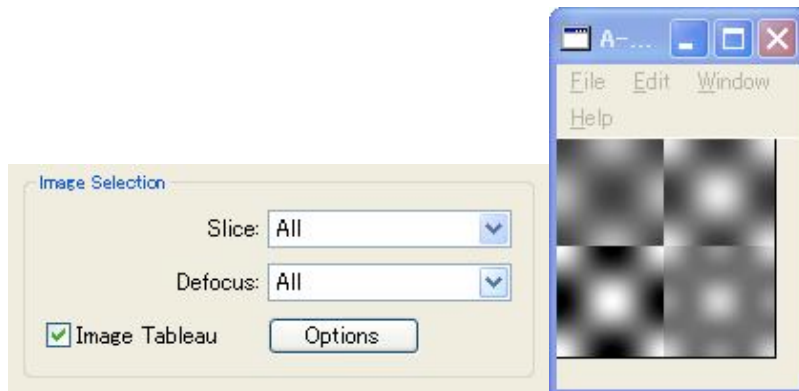 A-...
File Edit Window
Help
Image Selection
Slice: All
Defocus: All
Image Tableau Options